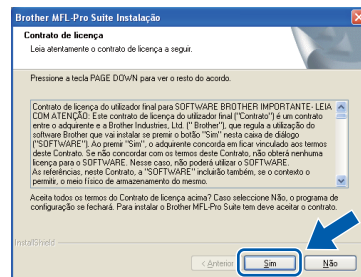 Brother MFL-Pro Suite Instalação
Contrato de licença
Leia atentamente o contrato de licença a seguir.
Pressione a tecla PAGE DOWN para ver o resto do acordo.
Contrato de licença do utilizador final para SOFTWARE BROTHER IMPORTANTE- LEIA
COM ATENÇÃO: Este contrato de licença do utilizador final ("Contrato") é um contrato
entre o adquirente e a Brother Industries, Ltd. (" Brother"), que regula a utilização do
software Brother que vai instalar se premir o botão "Sim" nesta caixa de diálogo
("SOFTWARE"). Ao premir "Sim", o adquirente concorda em ficar vinculado aos termos
deste Contrato. Se não concordar com os termos deste Contrato, não obterá nenhuma
licença para o SOFTWARE. Nesse caso, não poderá utilizar o SOFTWARE.
As referências, neste Contrato, a "SOFTWARE" incluirão também, se o contexto o
permitir, o meio físico de armazenamento do mesmo.
Aceita todos os termos do Contrato de licença acima? Caso seleccione Não, o programa de
configuração se fechará. Para instalar o Brother MFL-Pro Suite tem deve aceitar o contrato.
InstallShield
< Anterior
Sim
Não